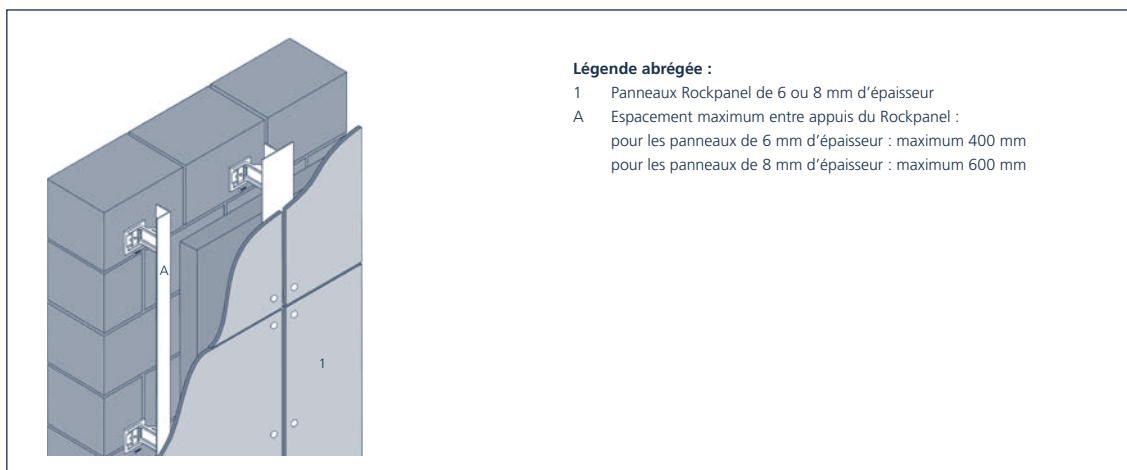 Légende abrégée :
1 Panneaux Rockpanel de 6 ou 8 mm d’épaisseur
A Espacement maximum entre appuis du Rockpanel :
pour les panneaux de 6 mm d’épaisseur : maximum 400 mm
pour les panneaux de 8 mm d’épaisseur : maximum 600 mm
A
1